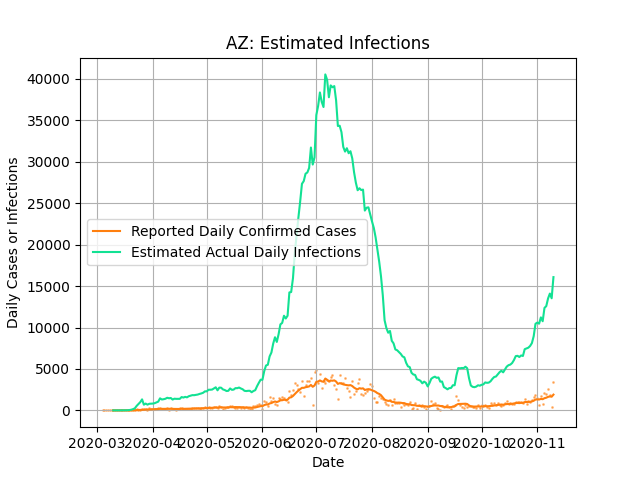 AZ: Estimated Infections
40000
35000
30000
25000
20000
15000
10000
5000
0
Daily Cases or Infections
Reported Daily Confirmed Cases
Estimated Actual Daily Infections
2020-03 2020-04 2020-05 2020-06 2020-07 2020-08 2020-09 2020-10 2020-11
Date